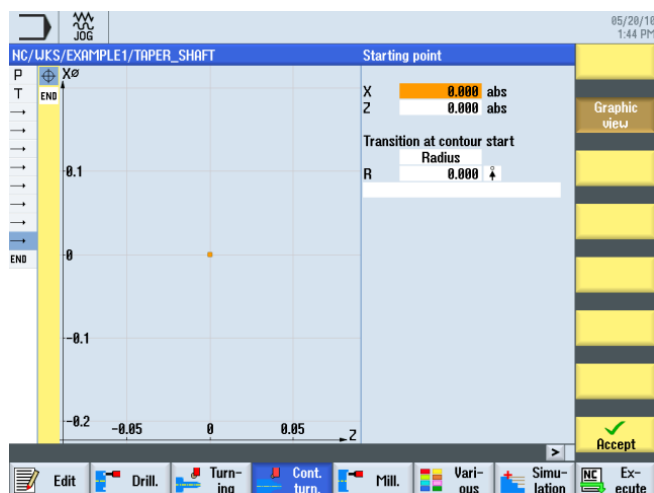 JOG
05/20/10
1:44 PM
NC/WKS/EXAMPLE1/TAPER_SHAFT
Starting point
P
T
END
END
Xø
0.1
0
-0.1
-0.2
-0.05
0
0.05
Z
X 0.000 abs
Z 0.000 abs
Transition at contour start
Radius
R 0.000
Graphic
view
Accept
>
Edit
Drill.
Turn-
ing
Cont.
turn.
Mill.
Vari-
ous
Simu-
lation
NC
Ex-
ecute